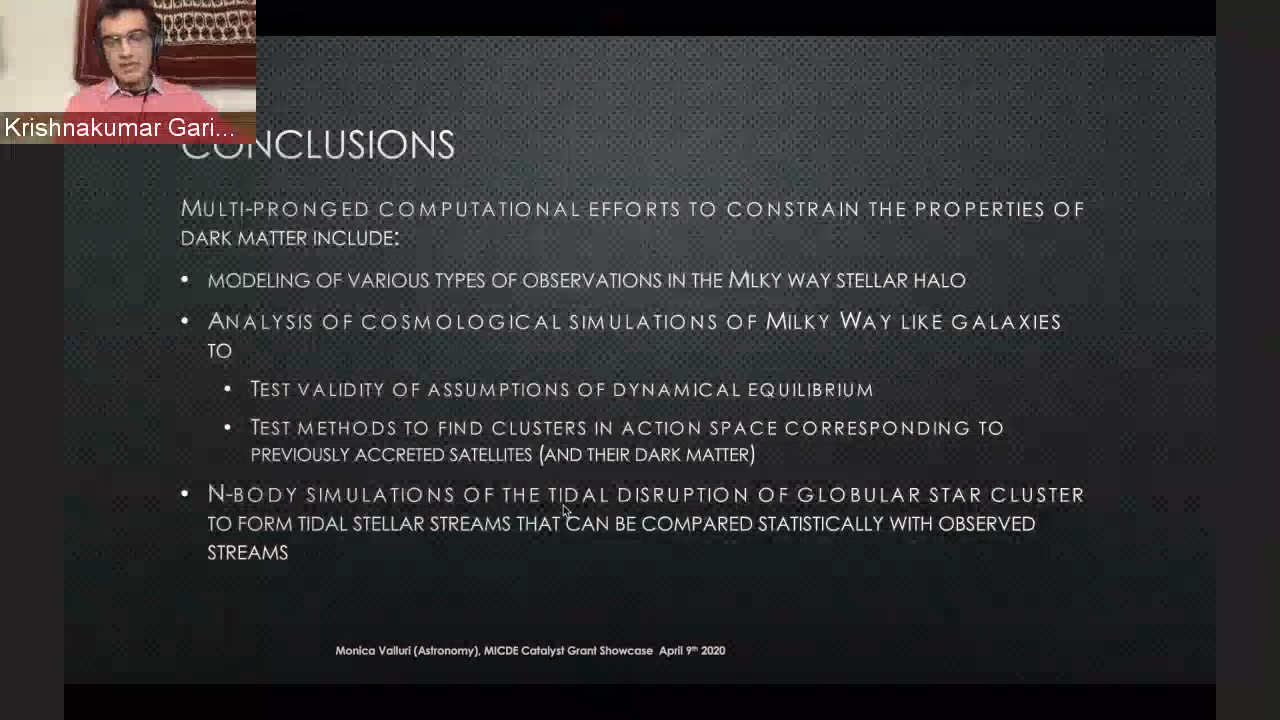 Krishnakumar Gari...
CONCLUSIONS
MULTI-PRONGED COMPUTATIONAL EFFORTS TO CONSTRAIN THE PROPERTIES OF
DARK MATTER INCLUDE:
• MODELING OF VARIOUS TYPES OF OBSERVATIONS IN THE MILKY WAY STELLAR HALO
• ANALYSIS OF COSMOLOGICAL SIMULATIONS OF MILKY WAY LIKE GALAXIES
TO
• TEST VALIDITY OF ASSUMPTIONS OF DYNAMICAL EQUILIBRIUM
• TEST METHODS TO FIND CLUSTERS IN ACTION SPACE CORRESPONDING TO
PREVIOUSLY ACCRETED SATELLITES (AND THEIR DARK MATTER)
• N-BODY SIMULATIONS OF THE TIDAL DISRUPTION OF GLOBULAR STAR CLUSTER
TO FORM TIDAL STELLAR STREAMS THAT CAN BE COMPARED STATISTICALLY WITH OBSERVED
STREAMS
Monica Valluri (Astronomy), MICDE Catalyst Grant Showcase April 9th 2020